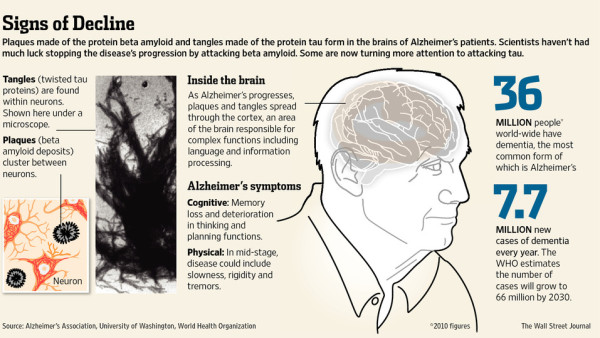 Signs of Decline
Plaques made of the protein beta amyloid and tangles made of the protein tau form in the brains of Alzheimer's patients. Scientists haven't had
much luck stopping the disease's progression by attacking beta amyloid. Some are now turning more attention to attacking tau.
Tangles (twisted tau
proteins) are found
within neurons.
Shown here under a
microscope.
Plaques (beta
amyloid deposits)
cluster between
neurons.
Neuron
Inside the brain
As Alzheimer's progresses,
plaques and tangles spread
through the cortex, an area
of the brain responsible for
complex functions including
language and information
processing.
Alzheimer's symptoms
Cognitive: Memory
loss and deterioration
in thinking and
planning functions.
Physical: In mid-stage,
disease could include
slowness, rigidity and
tremors.
36
MILLION people*
world-wide have
dementia, the most
common form of
which is Alzheimer's
7.7
MILLION new
cases of dementia
every year. The
WHO estimates
the number of
cases will grow to
66 million by 2030.
Source: Alzheimer's Association, University of Washington, World Health Organization
*2010 figures
The Wall Street Journal